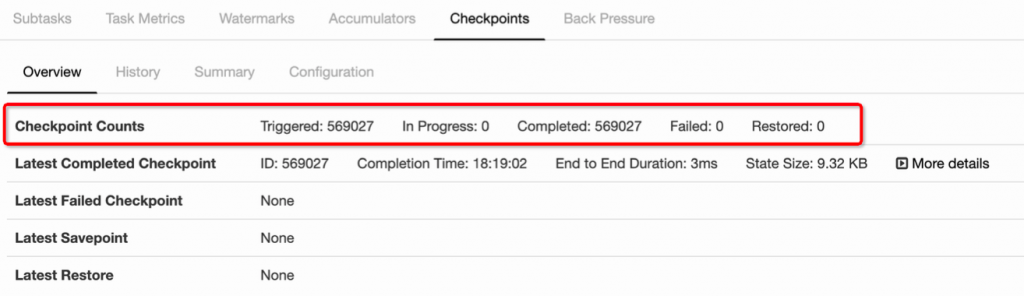 Subtasks Task Metrics Watermarks Accumulators Checkpoints Back Pressure
Overview History Summary Configuration
Checkpoint Counts Triggered: 569027 In Progress: 0 Completed: 569027 Failed: 0 Restored: 0
Latest Completed Checkpoint ID: 569027 Completion Time: 18:19:02 End to End Duration: 3ms State Size: 9.32 KB More details
Latest Failed Checkpoint None
Latest Savepoint None
Latest Restore None